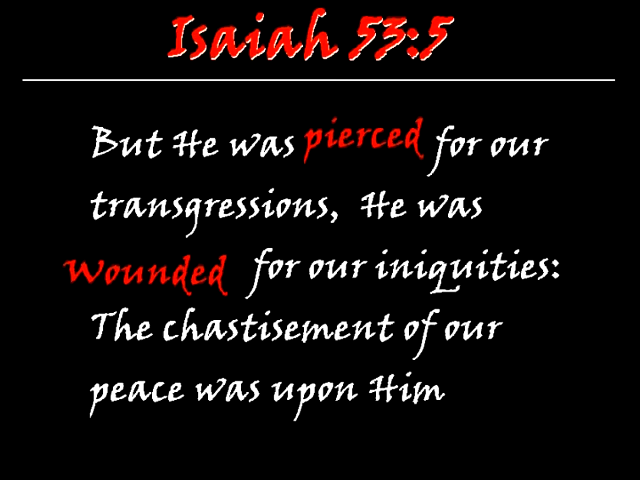 Isaiah 53:5
But He was pierced for our
transgressions, He was
Wounded for our iniquities:
The chastisement of our
peace was upon Him